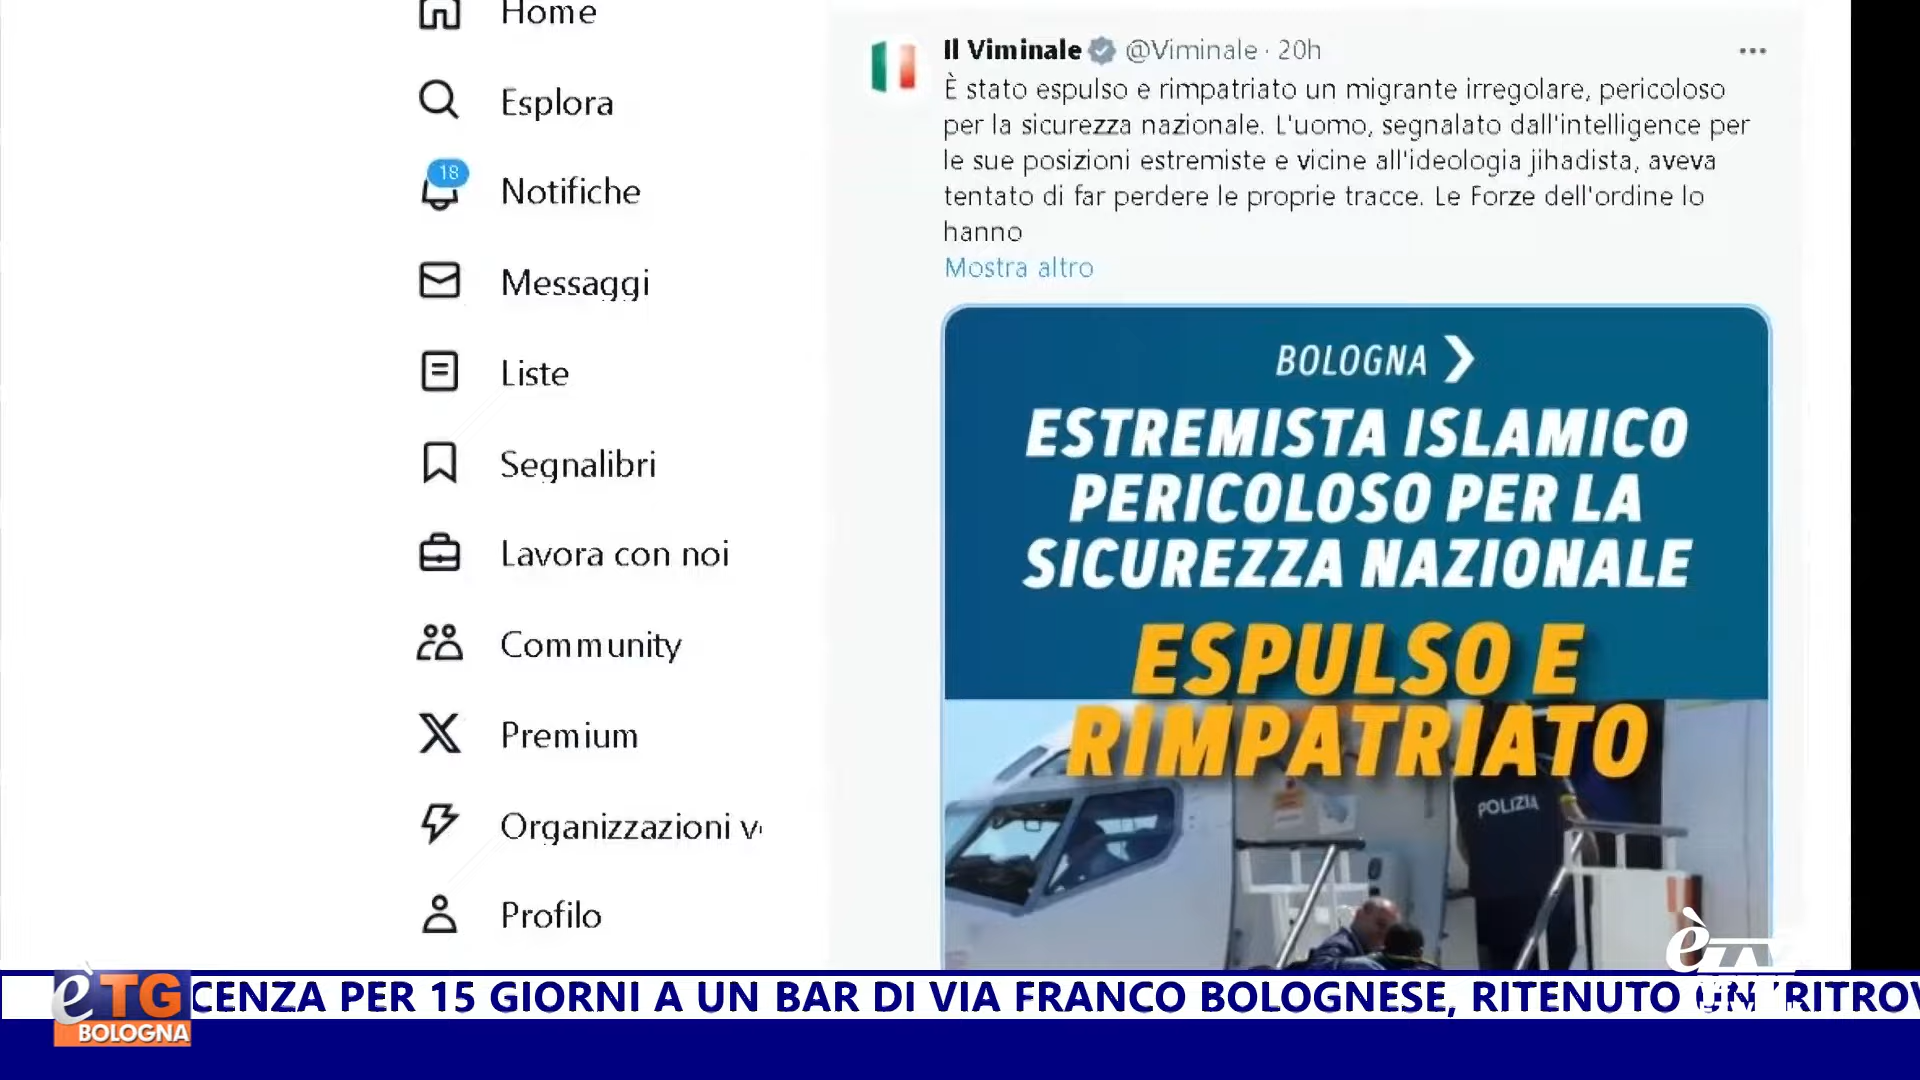 Home
Esplora
18
Notifiche
Messaggi
Liste
Segnalibri
Lavora con noi
Community
Premium
Organizzazioni
Profilo
Il Viminale @Viminale · 20h
È stato espulso e rimpatriato un migrante irregolare, pericoloso
per la sicurezza nazionale. L'uomo, segnalato dall'intelligence per
le sue posizioni estremiste e vicine all'ideologia jihadista, aveva
tentato di far perdere le proprie tracce. Le Forze dell'ordine lo
hanno
Mostra altro
BOLOGNA
ESTREMISTA ISLAMICO
PERICOLOSO PER LA
SICUREZZA NAZIONALE
ESPULSO E
RIMPATRIATO
POLIZIA
è TG
BOLOGNA
CENZA PER 15 GIORNI A UN BAR DI VIA FRANCO BOLOGNESE, RITENUTO UN RITROV